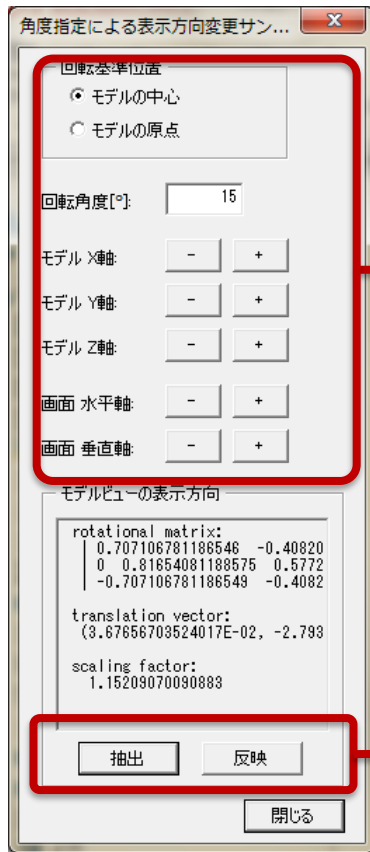 角度指定による表示方向変更サン...
回転基準位置
モデルの中心
モデルの原点
回転角度[°]: 15
モデル X軸: - +
モデル Y軸: - +
モデル Z軸: - +
画面 水平軸: - +
画面 垂直軸: - +
モデルビューの表示方向
rotational matrix:
| 0.707106781186546 -0.40820
| 0 0.81654081188575 0.5772
| -0.707106781186549 -0.4082
translation vector:
(3.67656703524017E-02, -2.793
scaling factor:
1.15209070090883
抽出 反映
閉じる